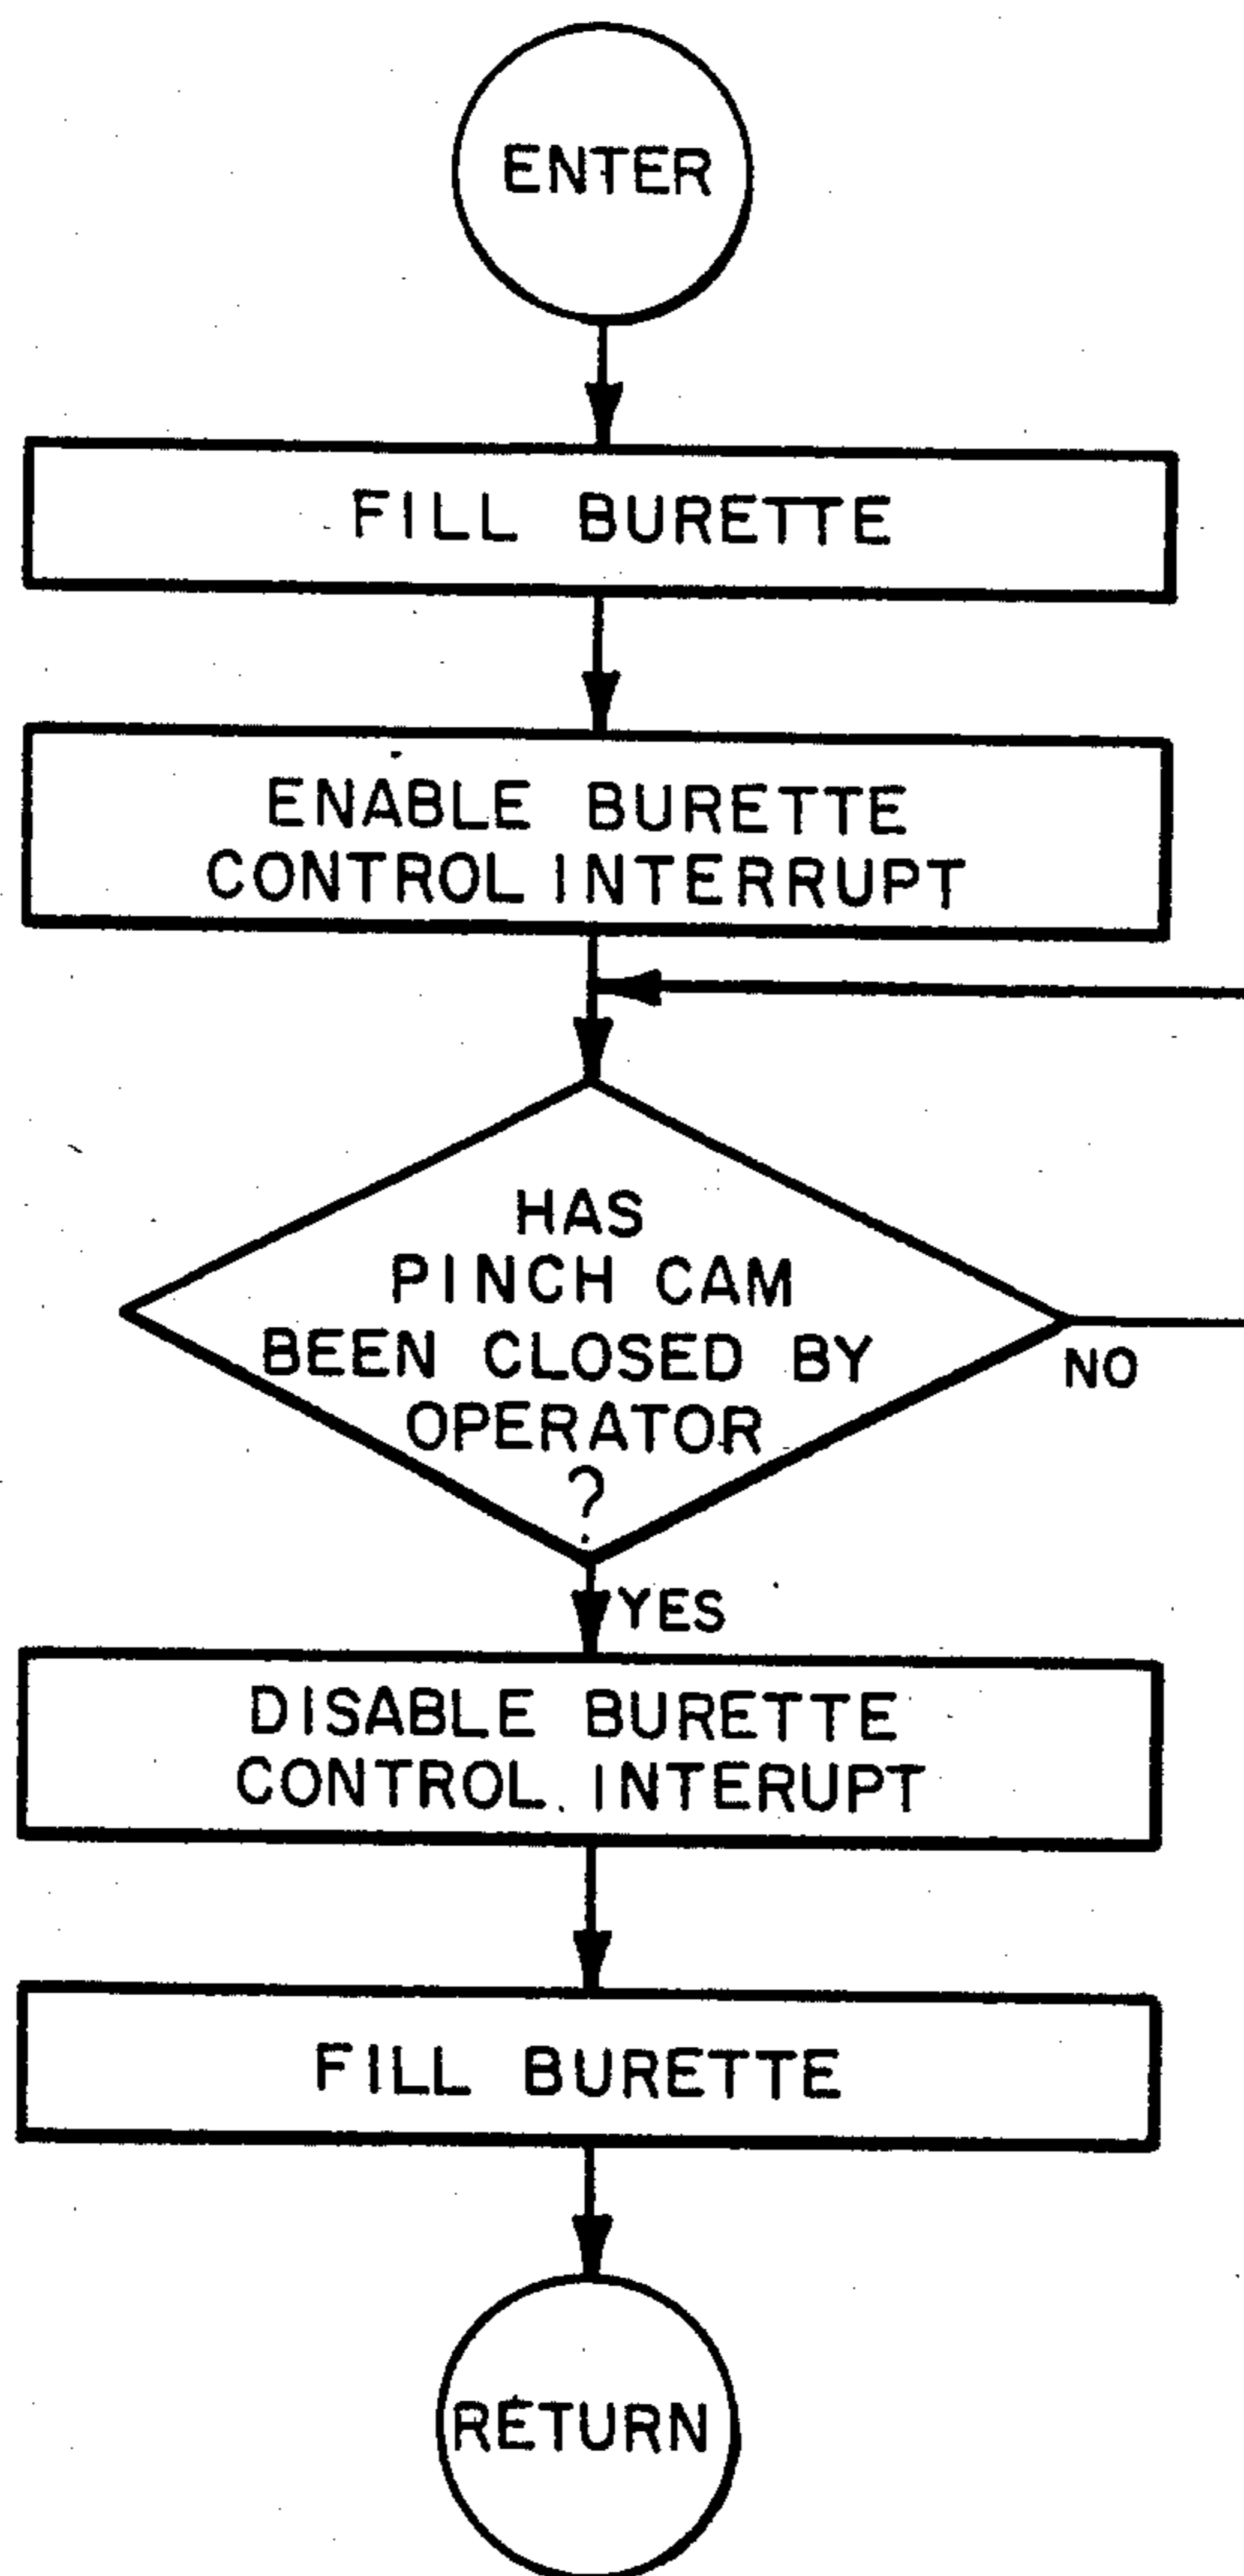 ENTER
FILL BURETTE
ENABLE BURETTE
CONTROL INTERRUPT
HAS
PINCH CAM
BEEN CLOSED BY
OPERATOR
?
NO
YES
DISABLE BURETTE
CONTROL INTERUPT
FILL BURETTE
RETURN